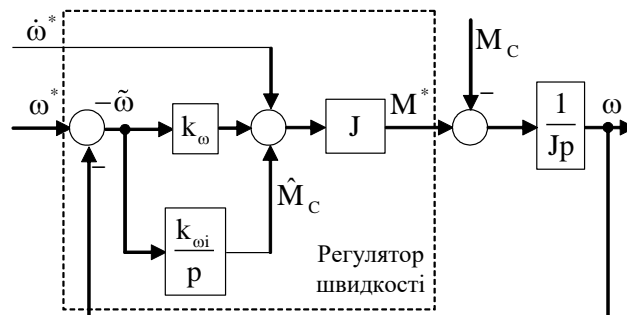 ω̇*
M_C
ω*
−ω̃
k_ω
J
M*
−
1
Jp
ω
−
M̂_C
k_ωi
p
Регулятор
швидкості